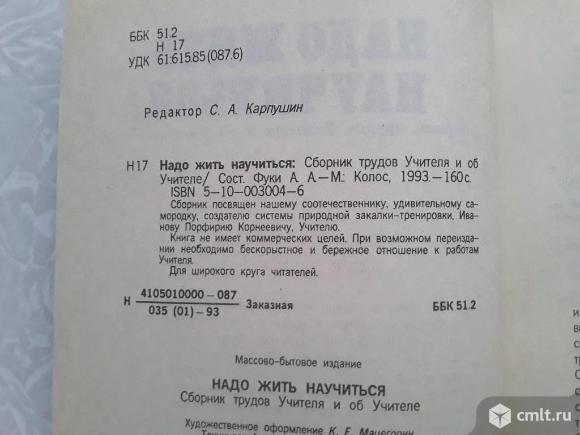 ББК 51.2
Н 17
УДК 61:615.85(087.6)
Редактор С. А. Карпушин
Н17 Надо жить научиться: Сборник трудов Учителя и об
Учителе/ Сост. Фуки А. А.—М.: Колос, 1993.—160с.
ISBN 5—10—003004—6
Сборник посвящен нашему соотечественнику, удивительному са-
мородку, создателю системы природной закалки-тренировки, Ива-
нову Порфирию Корнеевичу, Учителю.
Книга не имеет коммерческих целей. При возможном переизда-
нии необходимо бескорыстное и бережное отношение к работам
Учителя.
Для широкого круга читателей.
Н 4105010000—087
035 (01)—93 Заказная ББК 51.2
Массово-бытовое издание
НАДО ЖИТЬ НАУЧИТЬСЯ
Сборник трудов Учителя и об Учителе
Художественное оформление К. Е. Мацегорин
cmlt.ru